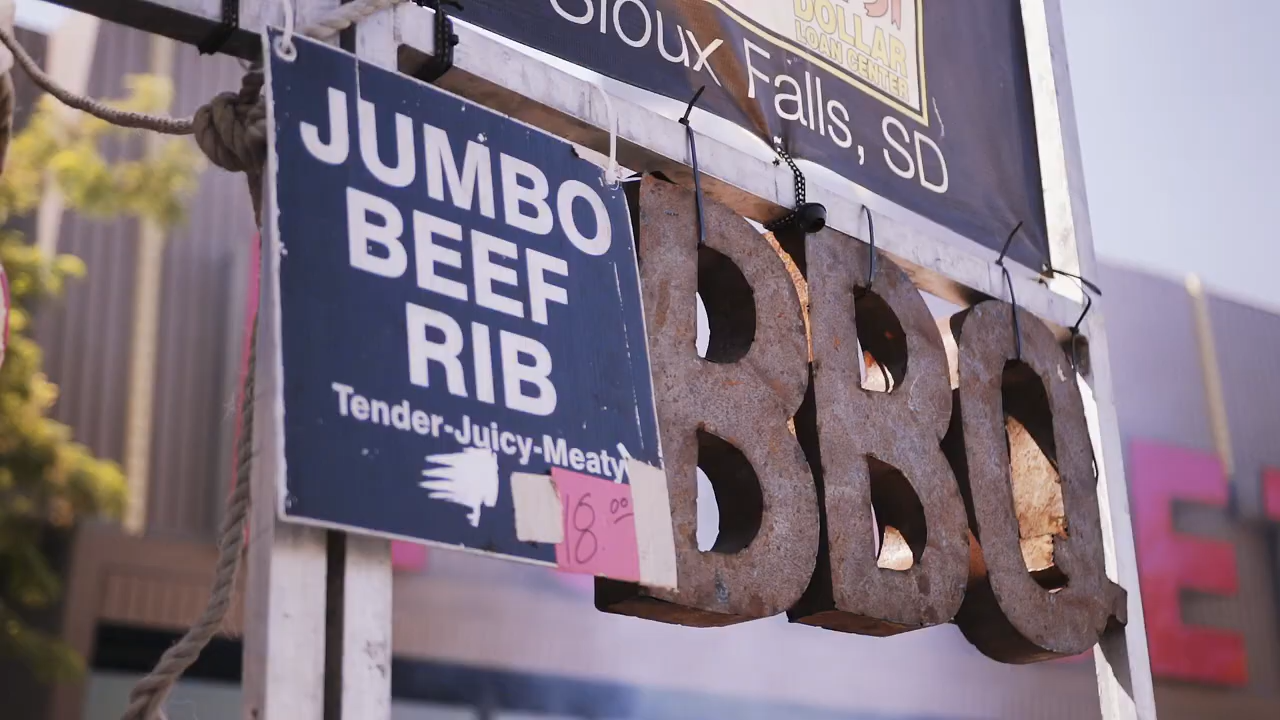 DOLLAR
LOAN CENTER
Sioux Falls, SD
JUMBO
BEEF
RIB
Tender-Juicy-Meaty
18.00
BBQ
E